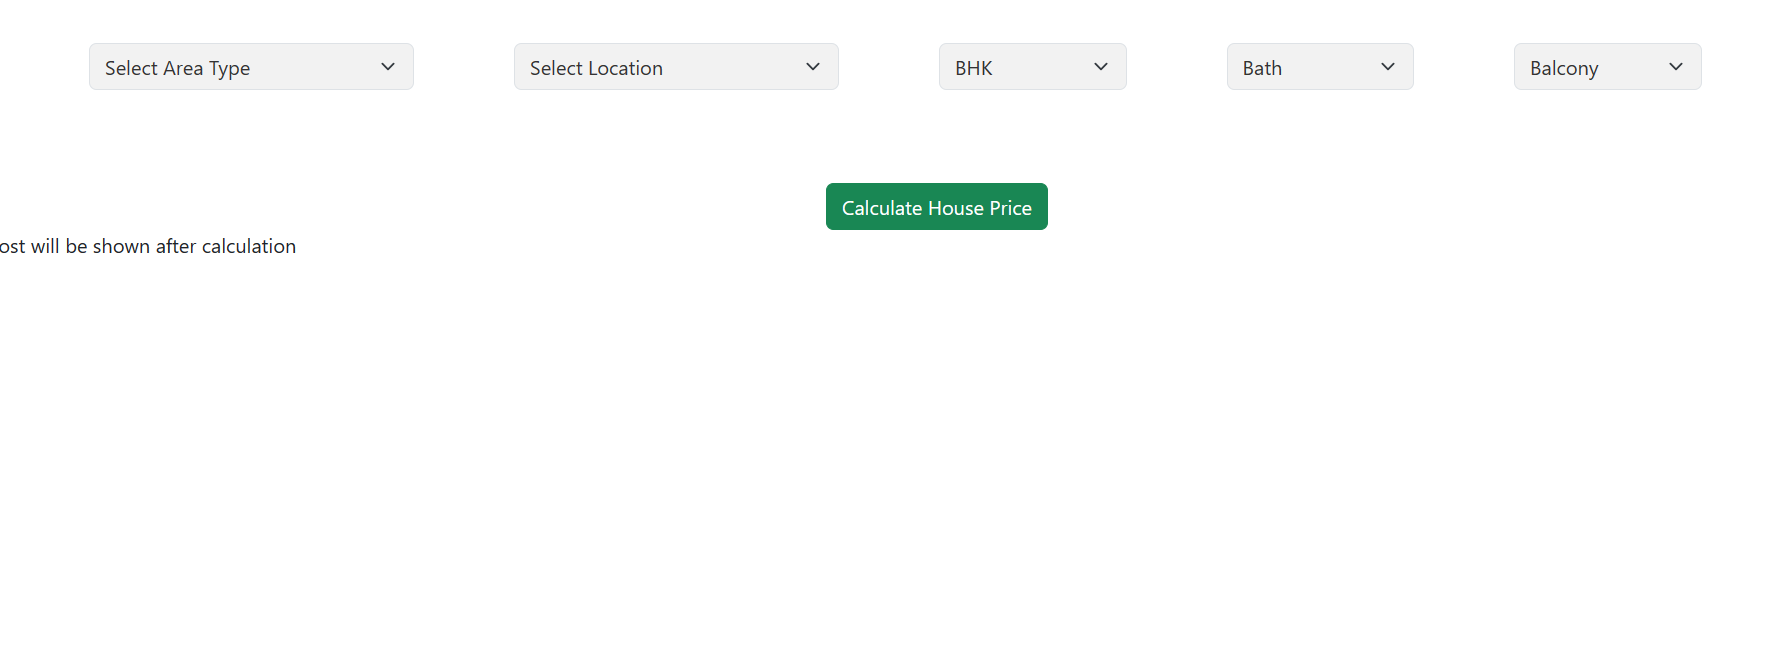 Select Area Type
Select Location
BHK
Bath
Balcony
Calculate House Price
ost will be shown after calculation